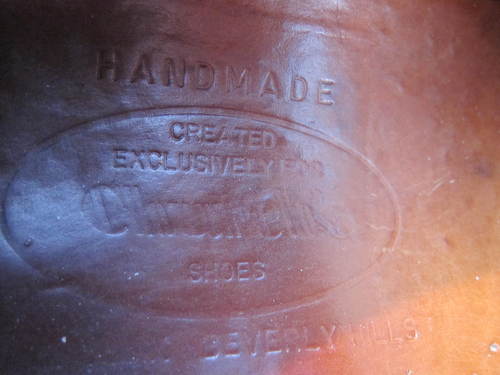 HANDMADE
CREATED
EXCLUSIVELY FOR
SHOES
BEVERLY HILLS